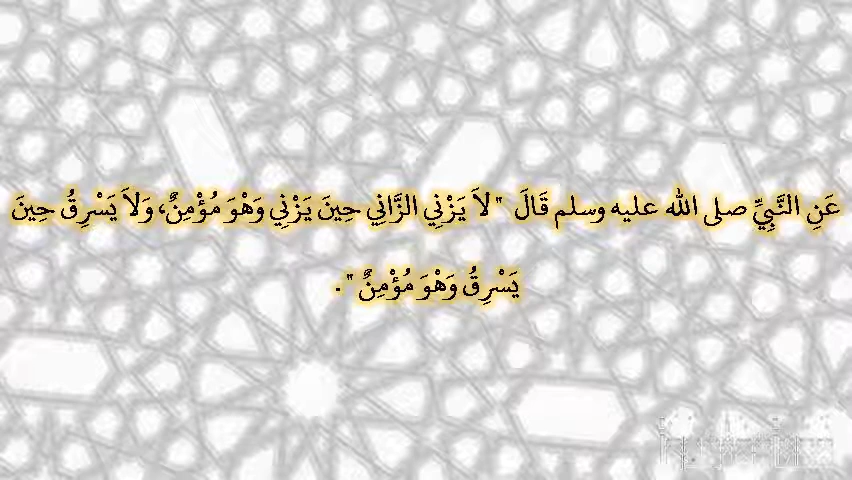 عَنِ النَّبِيِّ صلى الله عليه وسلم قَالَ ‏"‏ لاَ يَزْنِي الزَّانِي حِينَ يَزْنِي وَهْوَ مُؤْمِنٌ، وَلاَ يَسْرِقُ حِينَ
يَسْرِقُ وَهْوَ مُؤْمِنٌ ‏"‏ ‏.‏